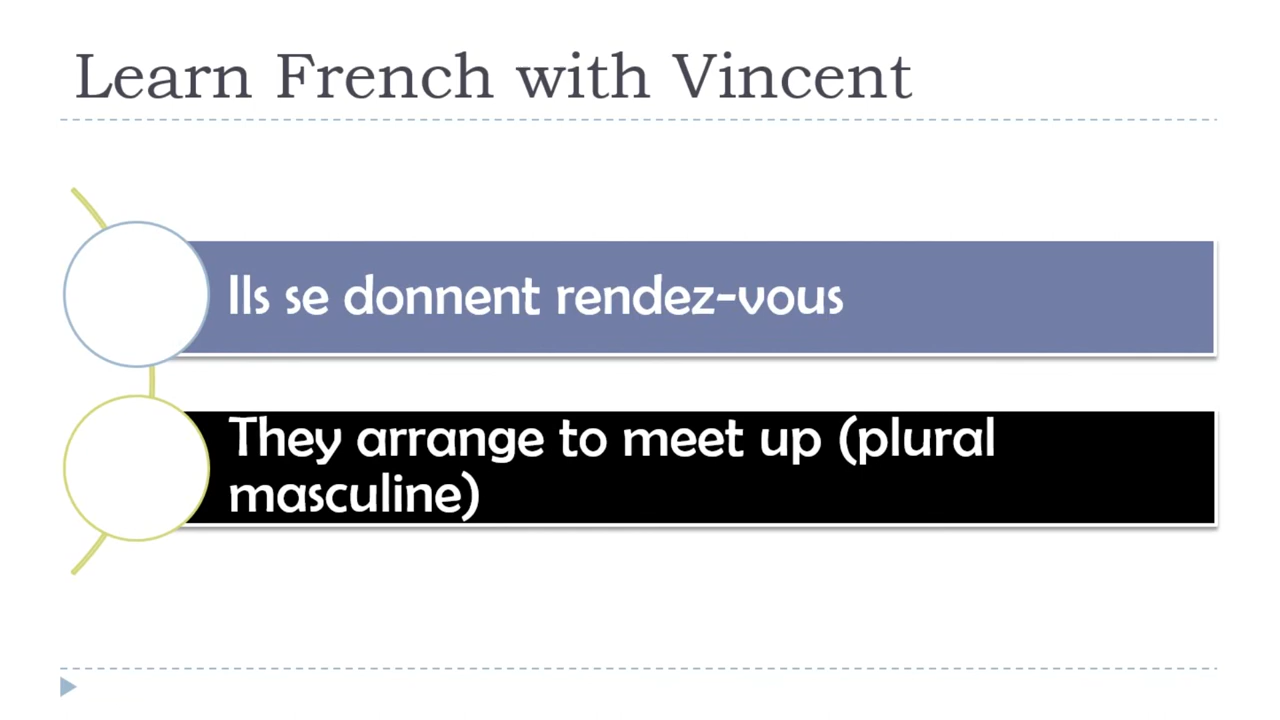 Learn French with Vincent
Ils se donnent rendez-vous
They arrange to meet up (plural
masculine)